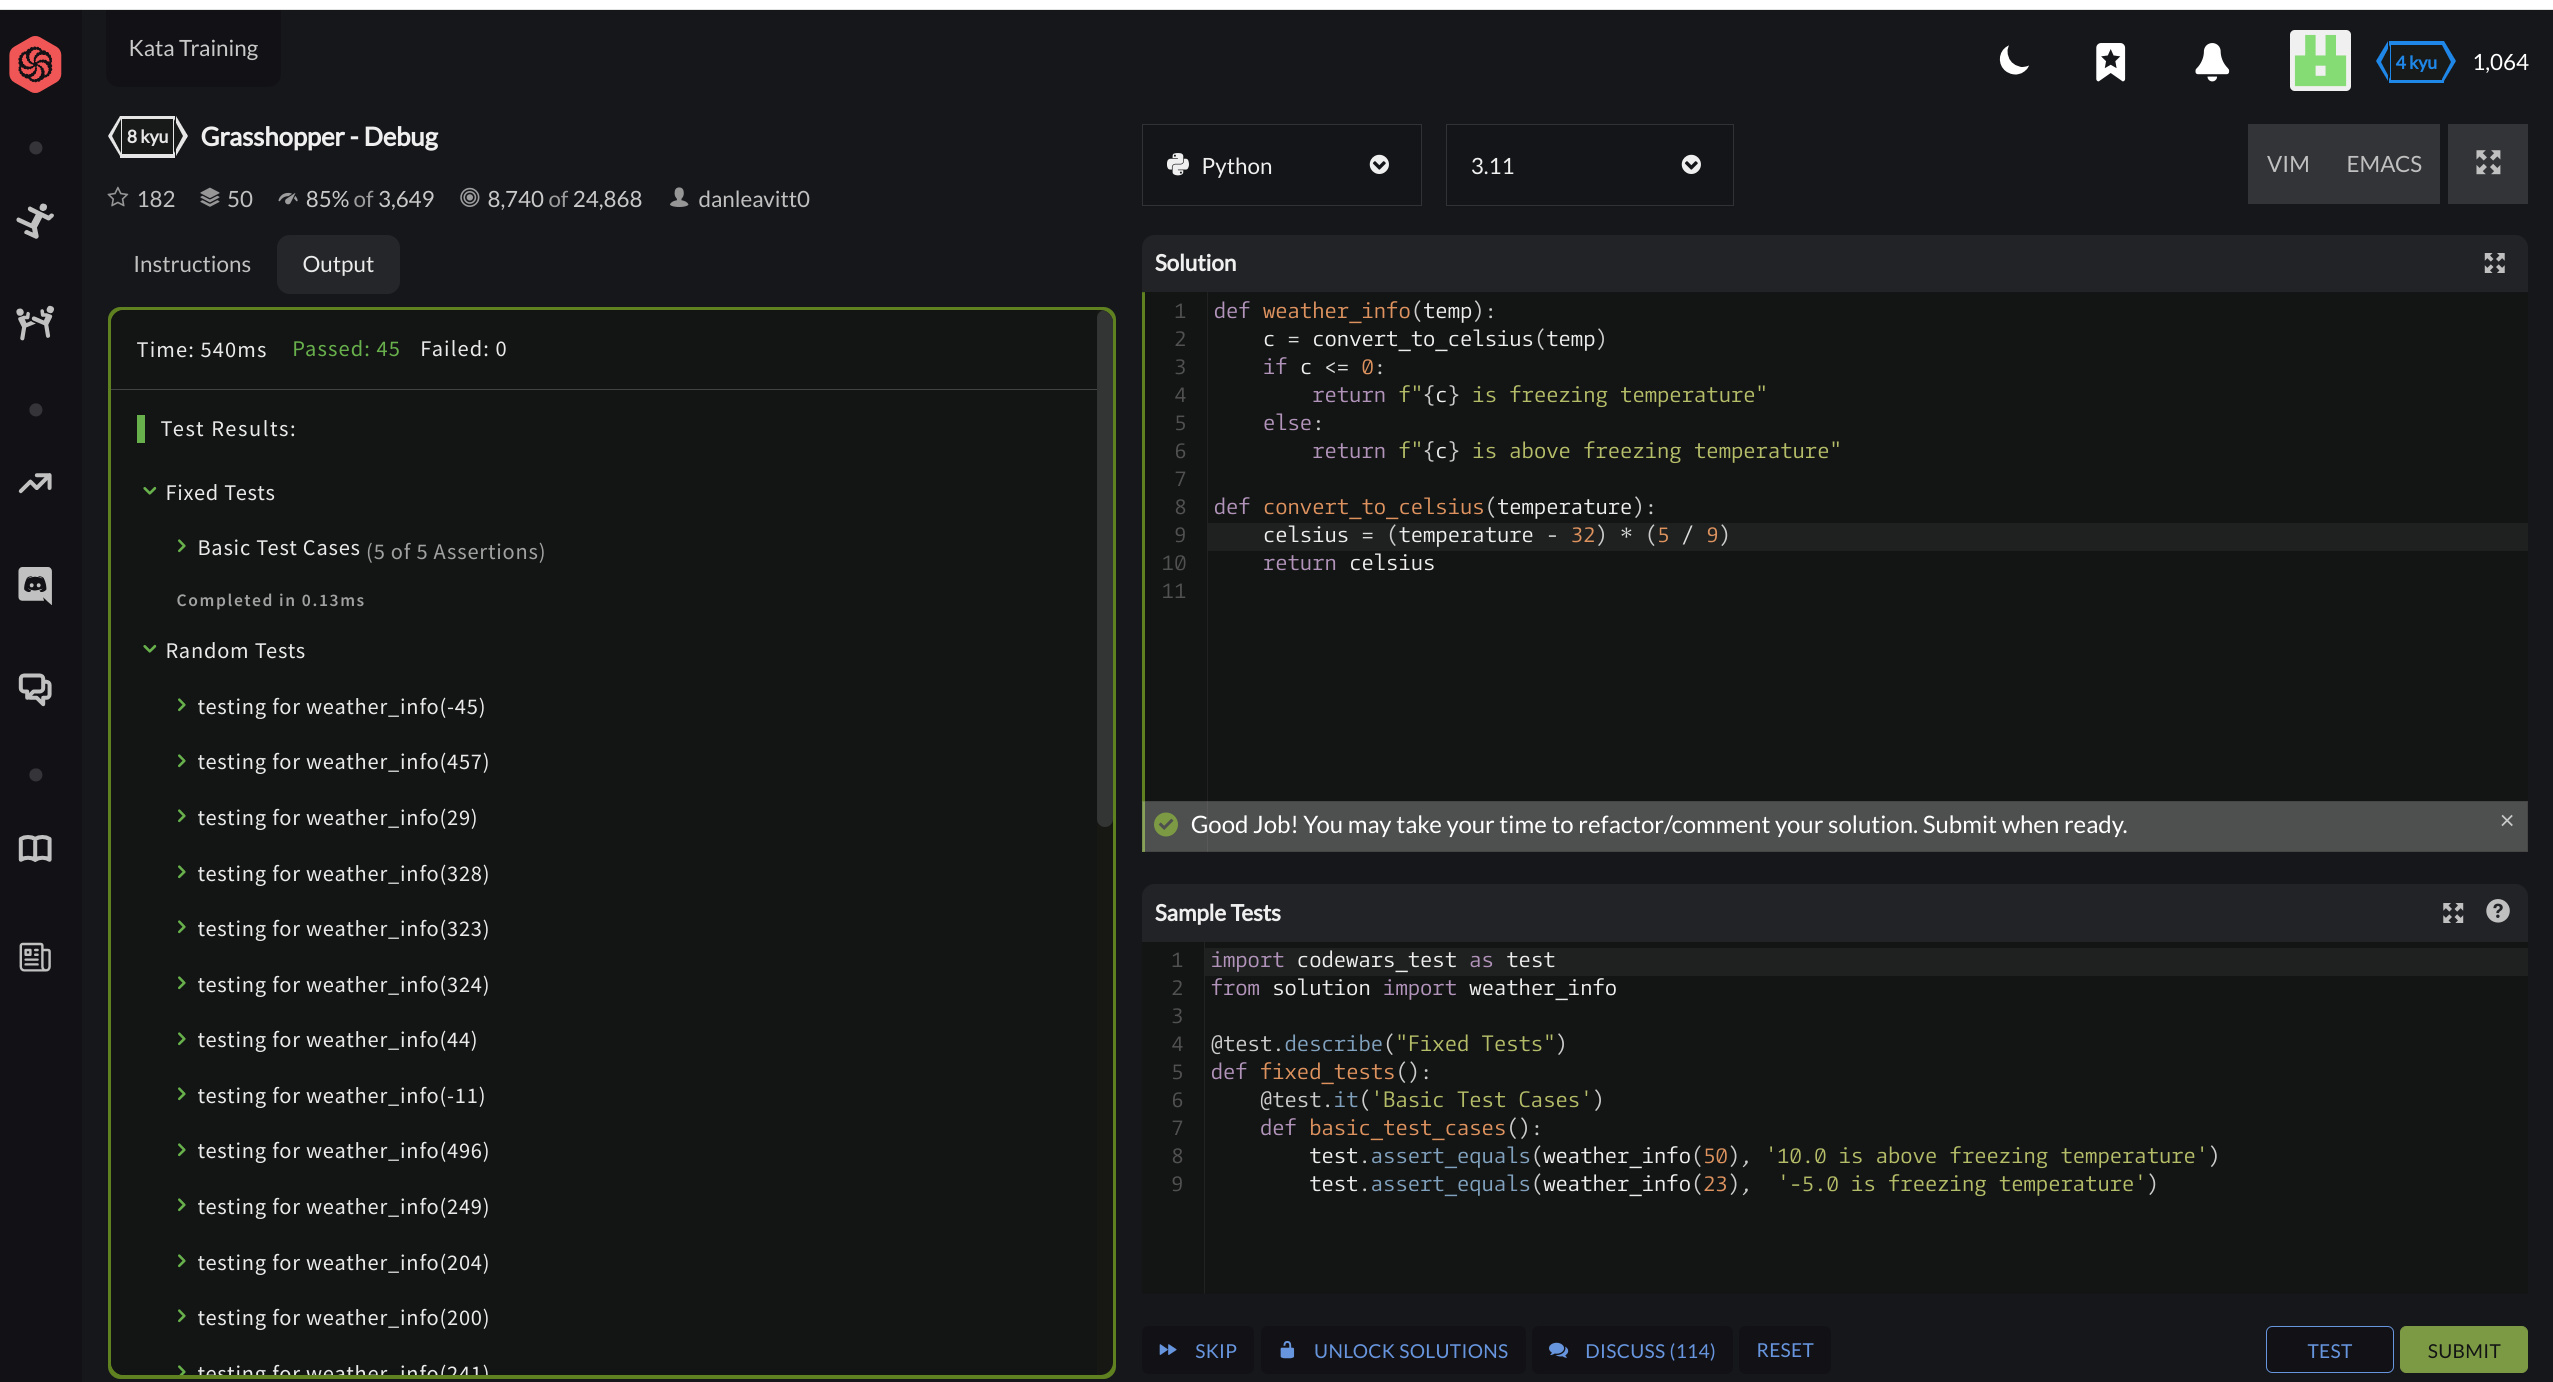 Kata Training
4 kyu 1,064
8 kyu Grasshopper - Debug
182 50 85% of 3,649 8,740 of 24,868 danleavitt0
Python 3.11 VIM EMACS
Instructions Output
Time: 540ms Passed: 45 Failed: 0
Test Results:
Fixed Tests
Basic Test Cases (5 of 5 Assertions)
Completed in 0.13ms
Random Tests
testing for weather_info(-45)
testing for weather_info(457)
testing for weather_info(29)
testing for weather_info(328)
testing for weather_info(323)
testing for weather_info(324)
testing for weather_info(44)
testing for weather_info(-11)
testing for weather_info(496)
testing for weather_info(249)
testing for weather_info(204)
testing for weather_info(200)
testing for weather_info(241)
Solution
1 def weather_info(temp):
2     c = convert_to_celsius(temp)
3     if c <= 0:
4         return f"{c} is freezing temperature"
5     else:
6         return f"{c} is above freezing temperature"
7
8 def convert_to_celsius(temperature):
9     celsius = (temperature - 32) * (5 / 9)
10     return celsius
11
Good Job! You may take your time to refactor/comment your solution. Submit when ready.
Sample Tests
1 import codewars_test as test
2 from solution import weather_info
3
4 @test.describe("Fixed Tests")
5 def fixed_tests():
6     @test.it('Basic Test Cases')
7     def basic_test_cases():
8         test.assert_equals(weather_info(50), '10.0 is above freezing temperature')
9         test.assert_equals(weather_info(23),  '-5.0 is freezing temperature')
SKIP UNLOCK SOLUTIONS DISCUSS (114) RESET TEST SUBMIT